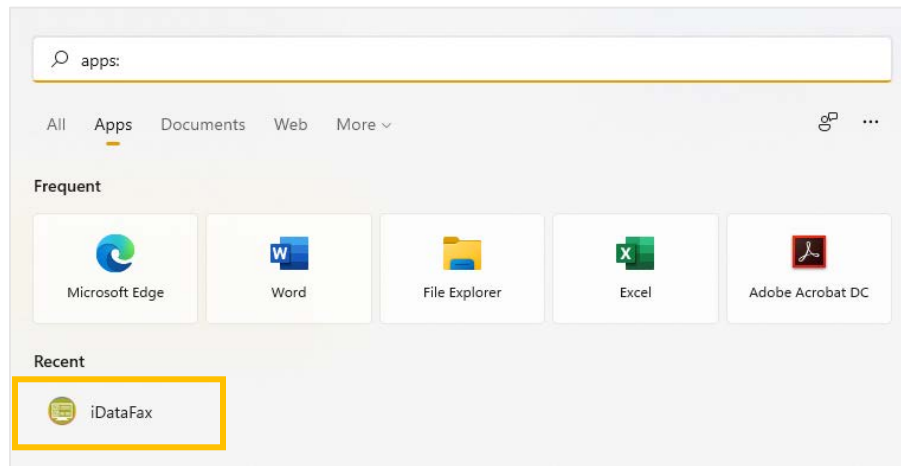 apps:
All Apps Documents Web More
Frequent
Microsoft Edge Word File Explorer Excel Adobe Acrobat DC
Recent
iDataFax